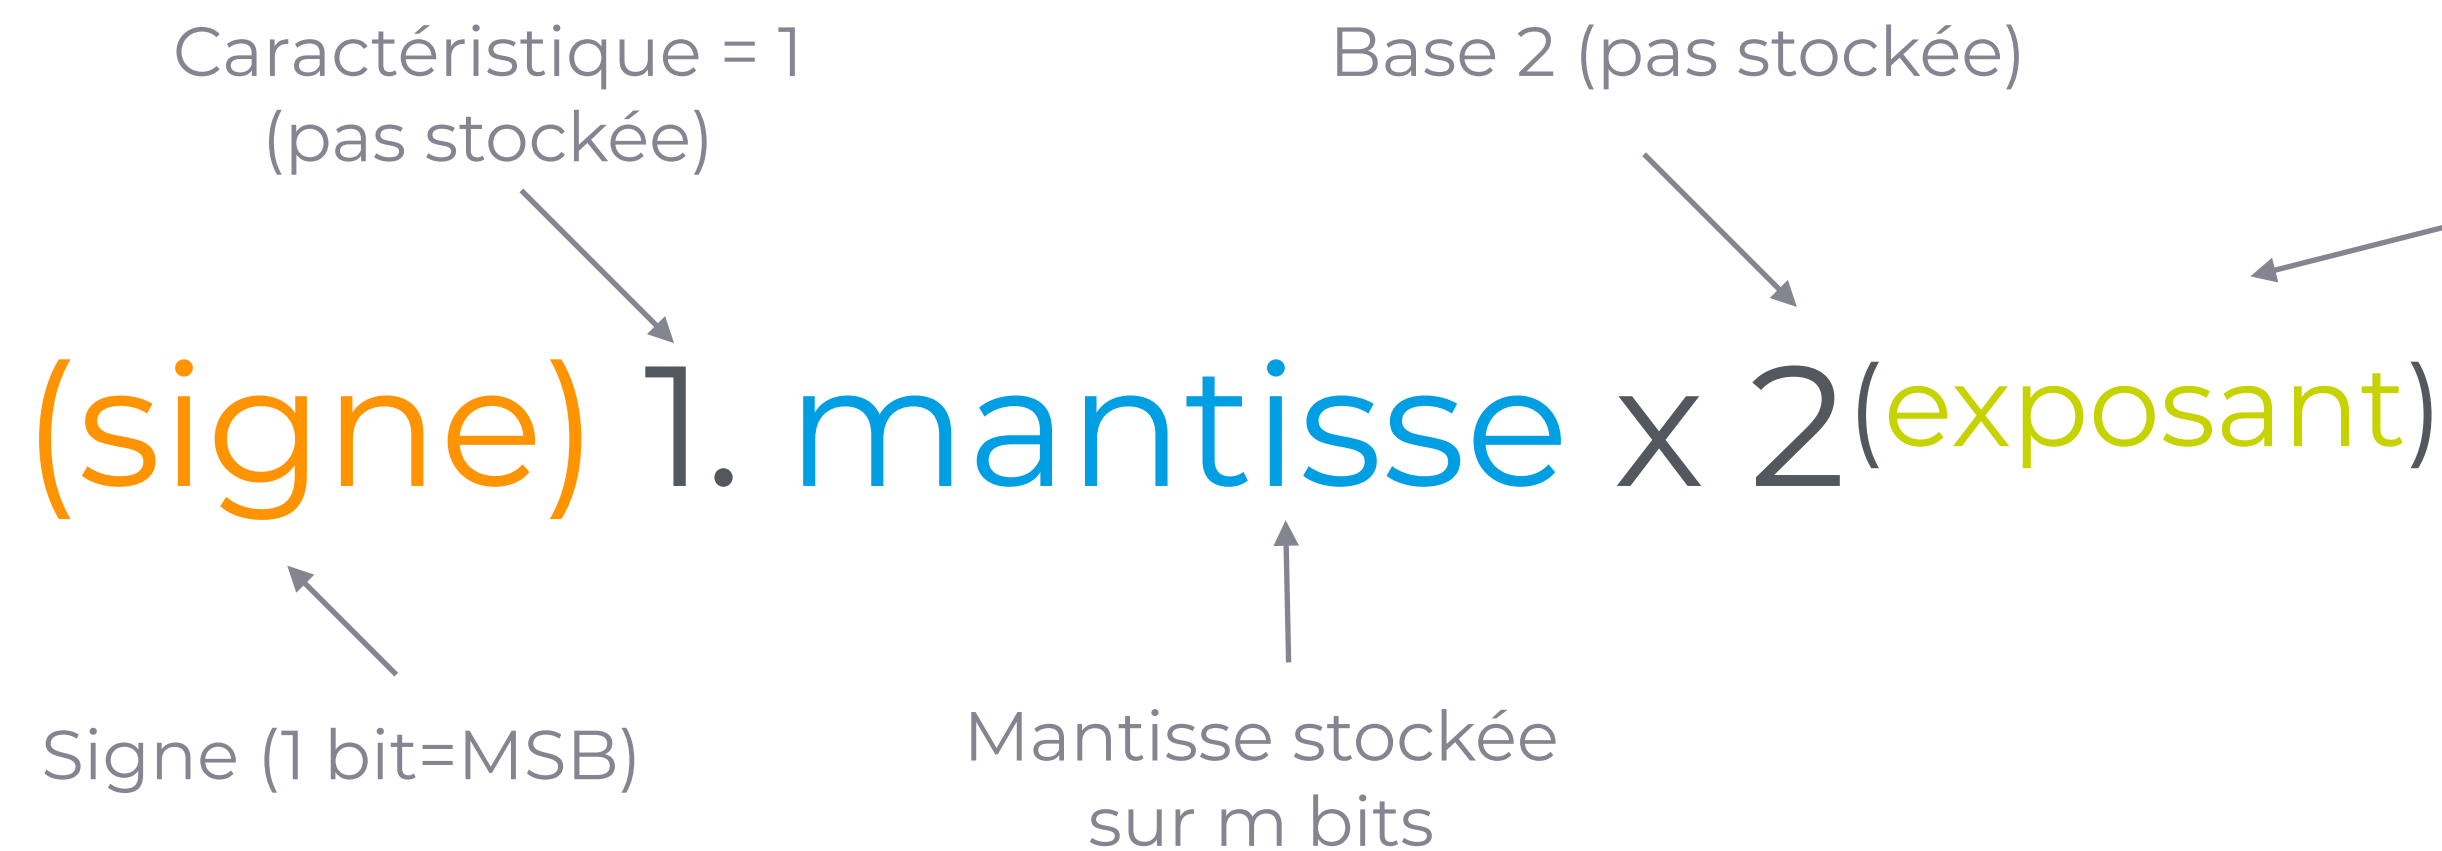 Caractéristique = 1
(pas stockée)
Base 2 (pas stockée)
(signe) 1. mantisse x 2(exposant)
Signe (1 bit=MSB)
Mantisse stockée
sur m bits